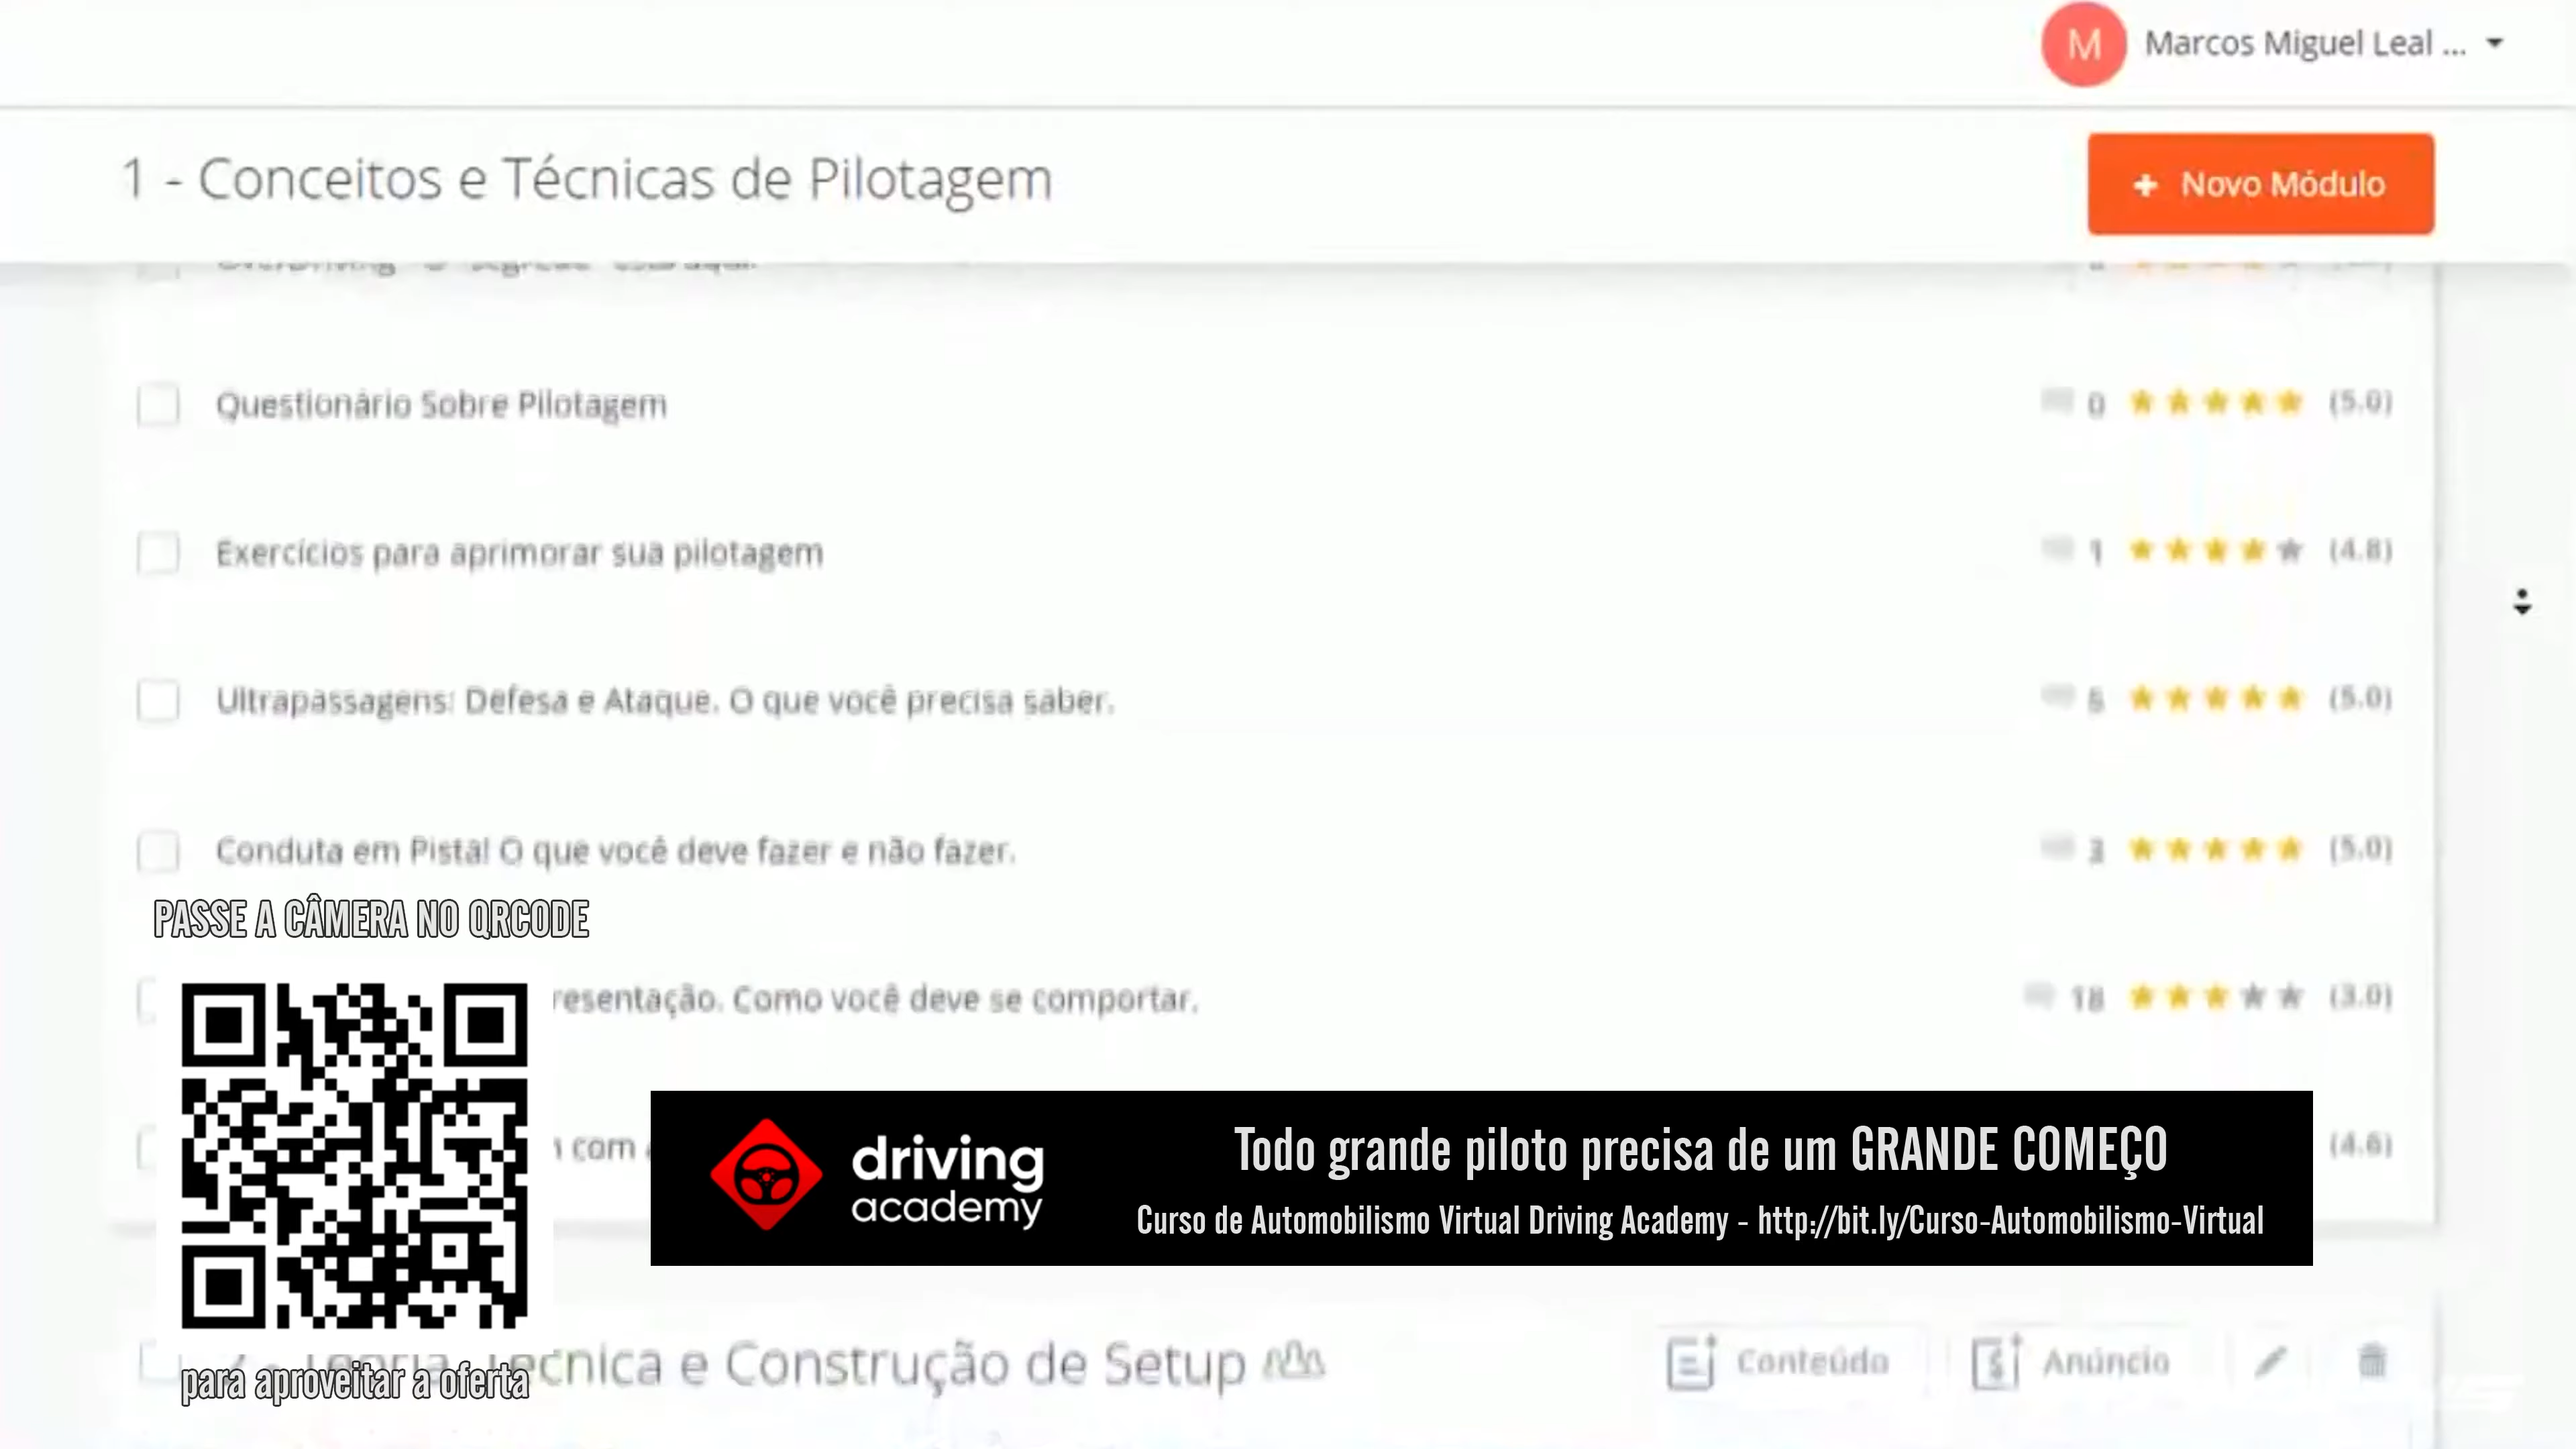 M Marcos Miguel Leal ...
1 - Conceitos e Técnicas de Pilotagem
+ Novo Módulo
Questionário Sobre Pilotagem 0 (5.0)
Exercícios para aprimorar sua pilotagem 1 (4.8)
Ultrapassagens: Defesa e Ataque. O que você precisa saber. (5.0)
Conduta em Pista! O que você deve fazer e não fazer. 3 (5.0)
PASSE A CÂMERA NO QRCODE
resentação. Como você deve se comportar. 18 (3.0)
com
(4.6)
driving
academy
Todo grande piloto precisa de um GRANDE COMEÇO
Curso de Automobilismo Virtual Driving Academy - http://bit.ly/Curso-Automobilismo-Virtual
cnica e Construção de Setup
Conteúdo
Anúncio
para aproveitar a oferta